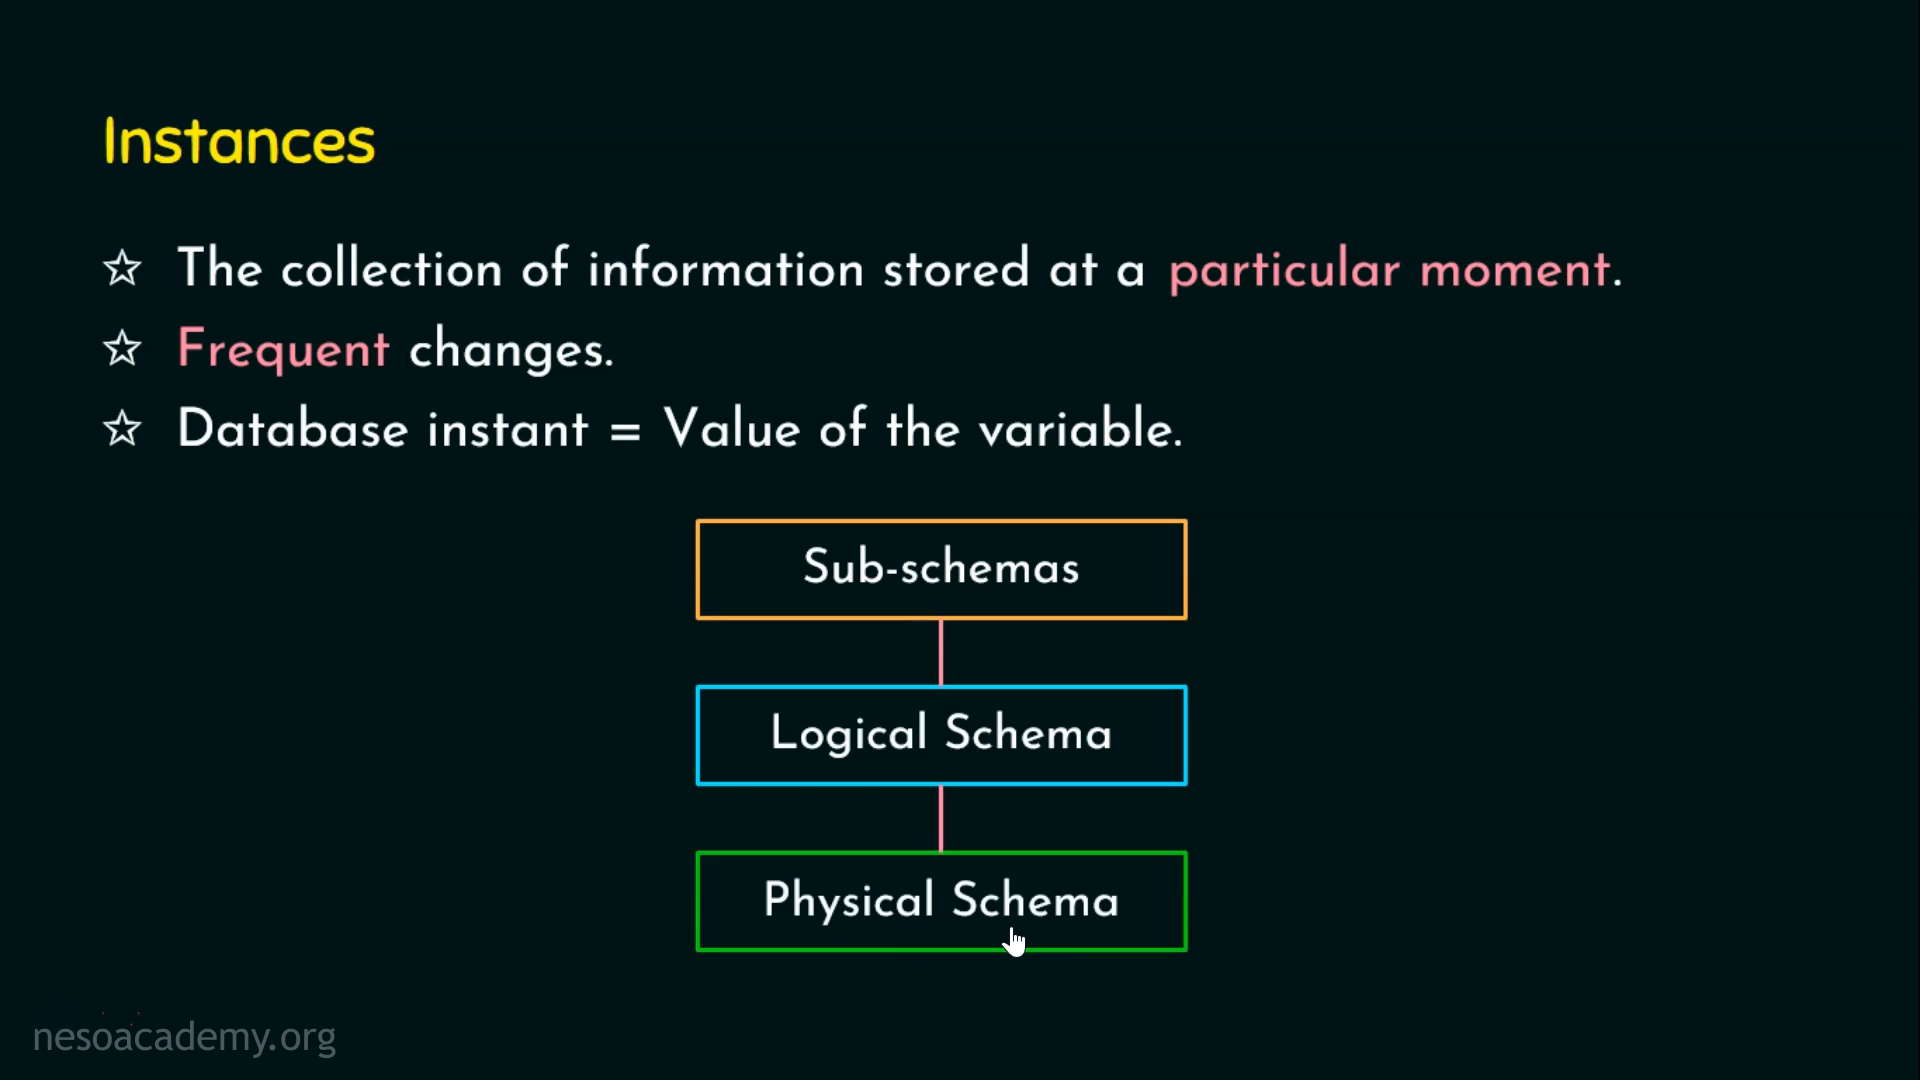 Instances
☆ The collection of information stored at a particular moment.
☆ Frequent changes.
☆ Database instant = Value of the variable.
Sub-schemas
Logical Schema
Physical Schema
nesoacademy.org